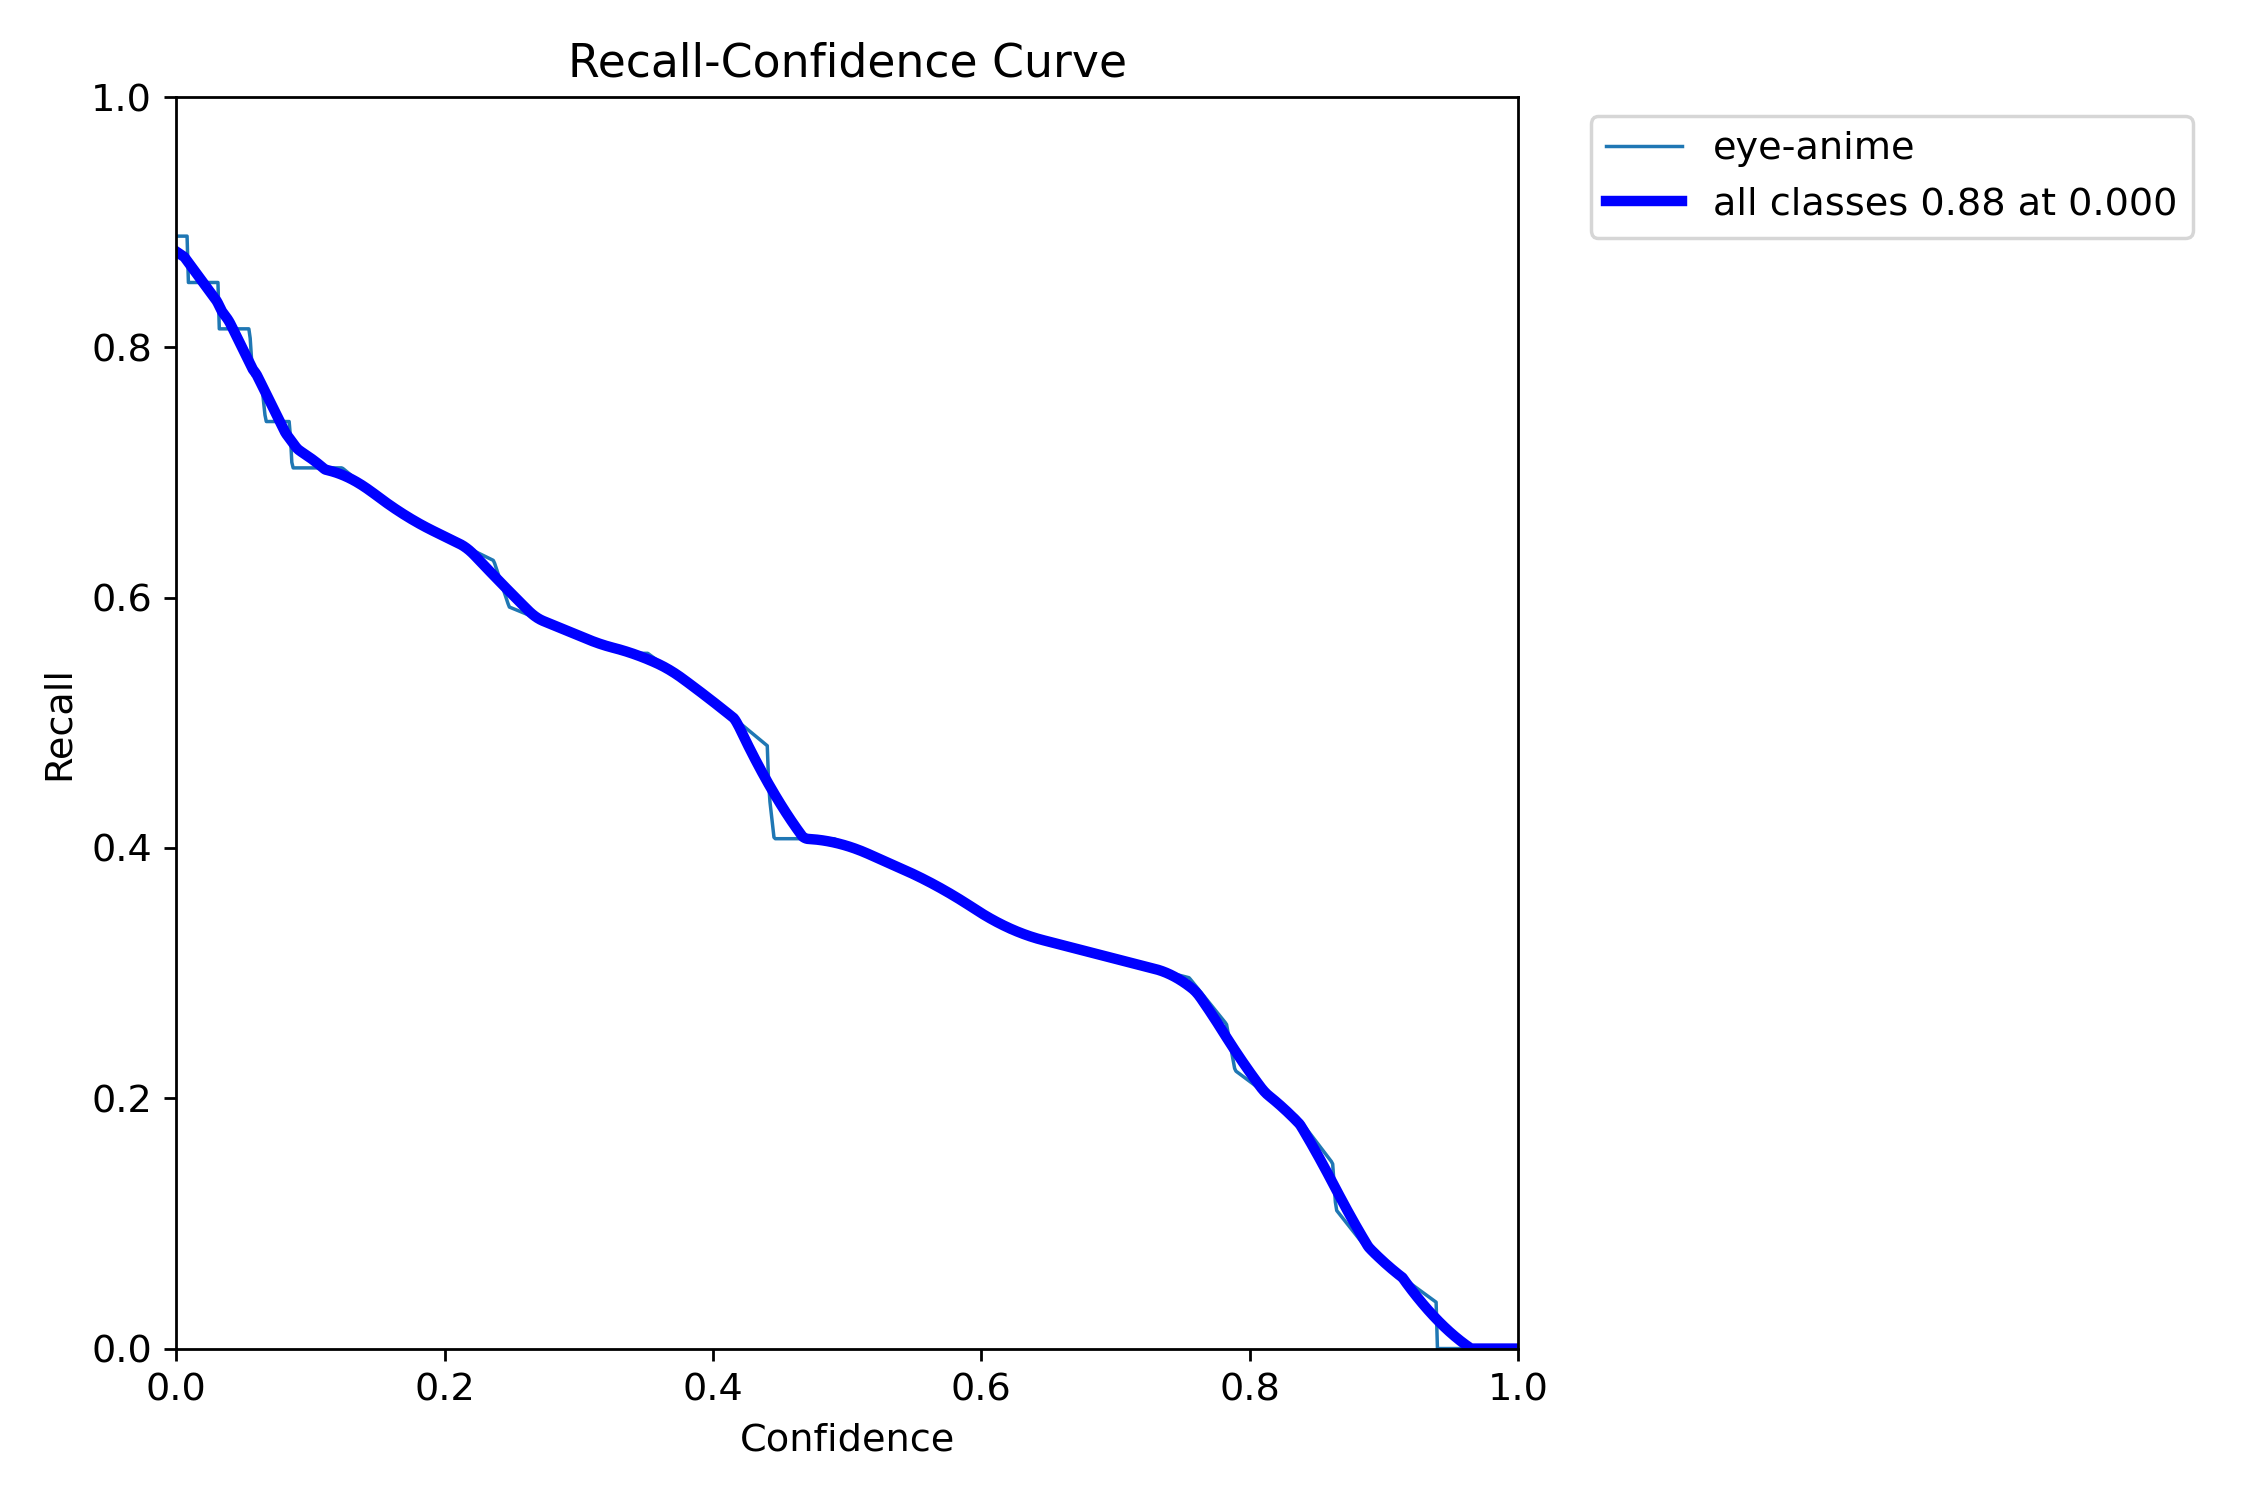 Recall-Confidence Curve
1.0
0.8
0.6
0.4
0.2
0.0
Recall
0.0 0.2 0.4 0.6 0.8 1.0
Confidence
eye-anime
all classes 0.88 at 0.000